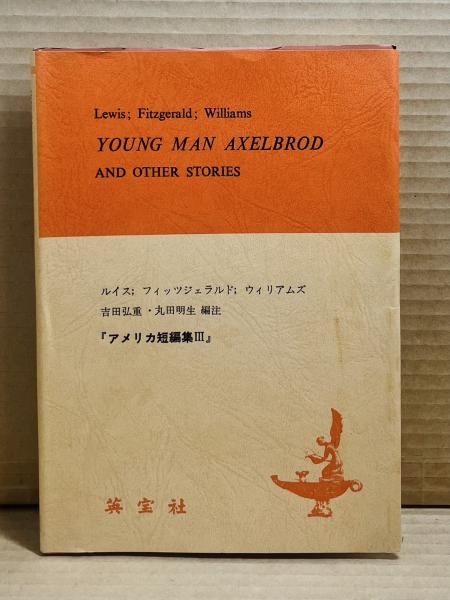 Lewis; Fitzgerald; Williams
YOUNG MAN AXELBROD
AND OTHER STORIES
ルイス; フィッツジェラルド; ウィリアムズ
吉田弘重・丸田明生 編注
『アメリカ短編集III』
英宝社